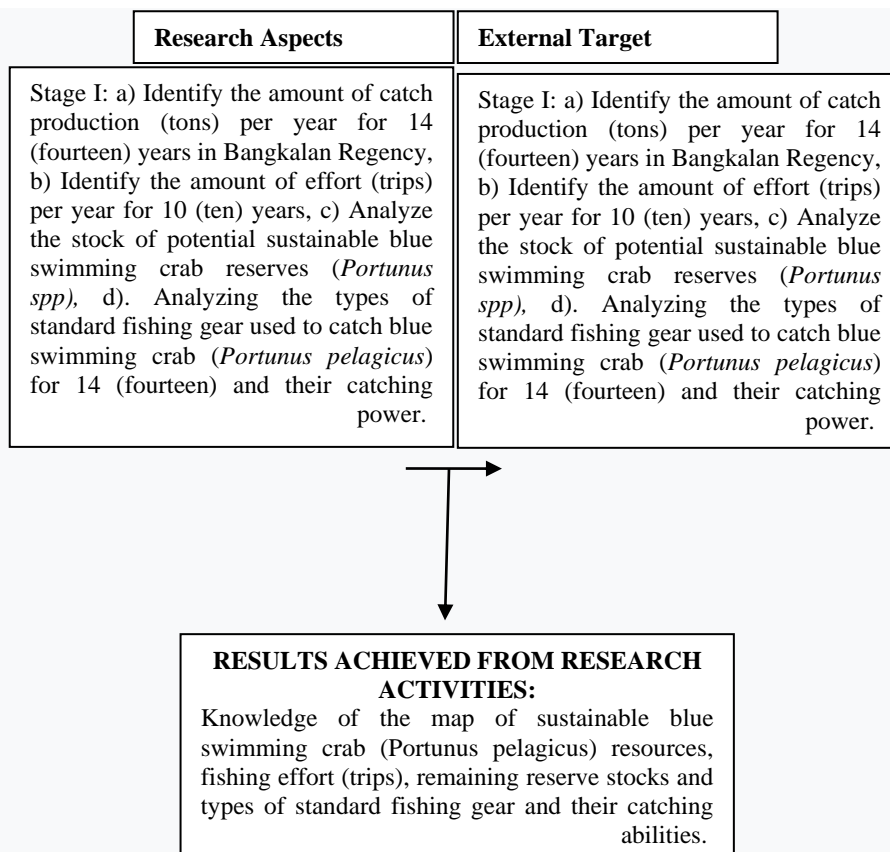 Research Aspects
External Target
Stage I: a) Identify the amount of catch
production (tons) per year for 14
(fourteen) years in Bangkalan Regency,
b) Identify the amount of effort (trips)
per year for 10 (ten) years, c) Analyze
the stock of potential sustainable blue
swimming crab reserves (Portunus
spp), d). Analyzing the types of
standard fishing gear used to catch blue
swimming crab (Portunus pelagicus)
for 14 (fourteen) and their catching
power.
Stage I: a) Identify the amount of catch
production (tons) per year for 14
(fourteen) years in Bangkalan Regency,
b) Identify the amount of effort (trips)
per year for 10 (ten) years, c) Analyze
the stock of potential sustainable blue
swimming crab reserves (Portunus
spp), d). Analyzing the types of
standard fishing gear used to catch blue
swimming crab (Portunus pelagicus)
for 14 (fourteen) and their catching
power.
RESULTS ACHIEVED FROM RESEARCH
ACTIVITIES:
Knowledge of the map of sustainable blue
swimming crab (Portunus pelagicus) resources,
fishing effort (trips), remaining reserve stocks and
types of standard fishing gear and their catching
abilities.